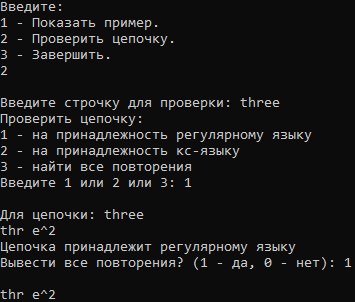 Введите:
1 - Показать пример.
2 - Проверить цепочку.
3 - Завершить.
2
Введите строчку для проверки: three
Проверить цепочку:
1 - на принадлежность регулярному языку
2 - на принадлежность кс-языку
3 - найти все повторения
Введите 1 или 2 или 3: 1
Для цепочки: three
thr e^2
Цепочка принадлежит регулярному языку
Вывести все повторения? (1 - да, 0 - нет): 1
thr e^2